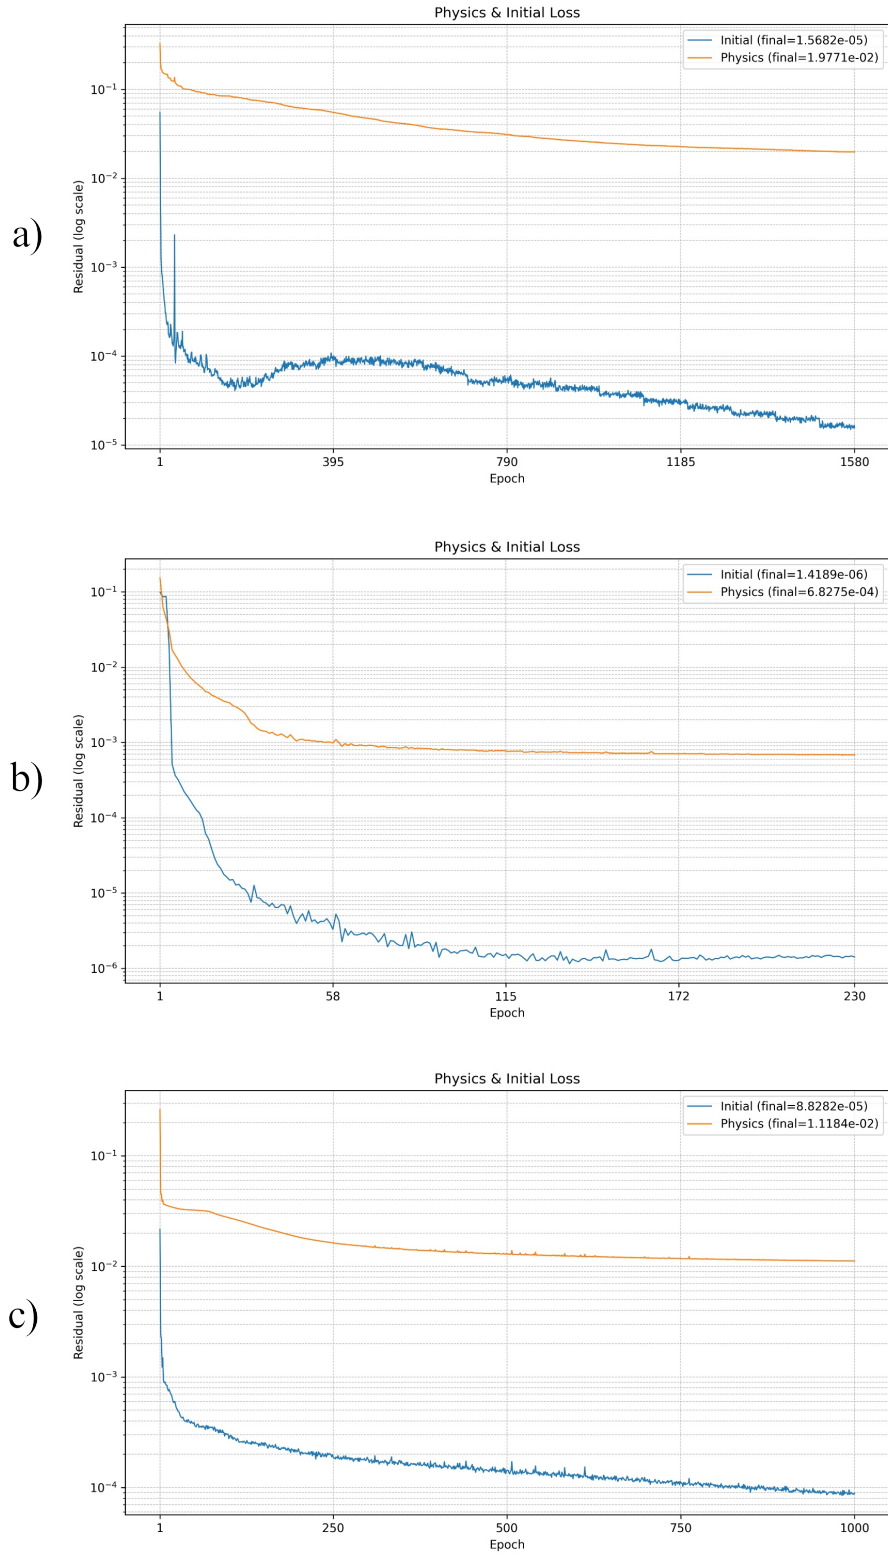 a)
Physics & Initial Loss
Initial (final=1.5682e-05)
Physics (final=1.9771e-02)
Residual (log scale)
10⁻¹
10⁻²
10⁻³
10⁻⁴
10⁻⁵
1 395 790 1185 1580
Epoch
b)
Physics & Initial Loss
Initial (final=1.4189e-06)
Physics (final=6.8275e-04)
Residual (log scale)
10⁻¹
10⁻²
10⁻³
10⁻⁴
10⁻⁵
10⁻⁶
1 58 115 172 230
Epoch
c)
Physics & Initial Loss
Initial (final=8.8282e-05)
Physics (final=1.1184e-02)
Residual (log scale)
10⁻¹
10⁻²
10⁻³
10⁻⁴
1 250 500 750 1000
Epoch